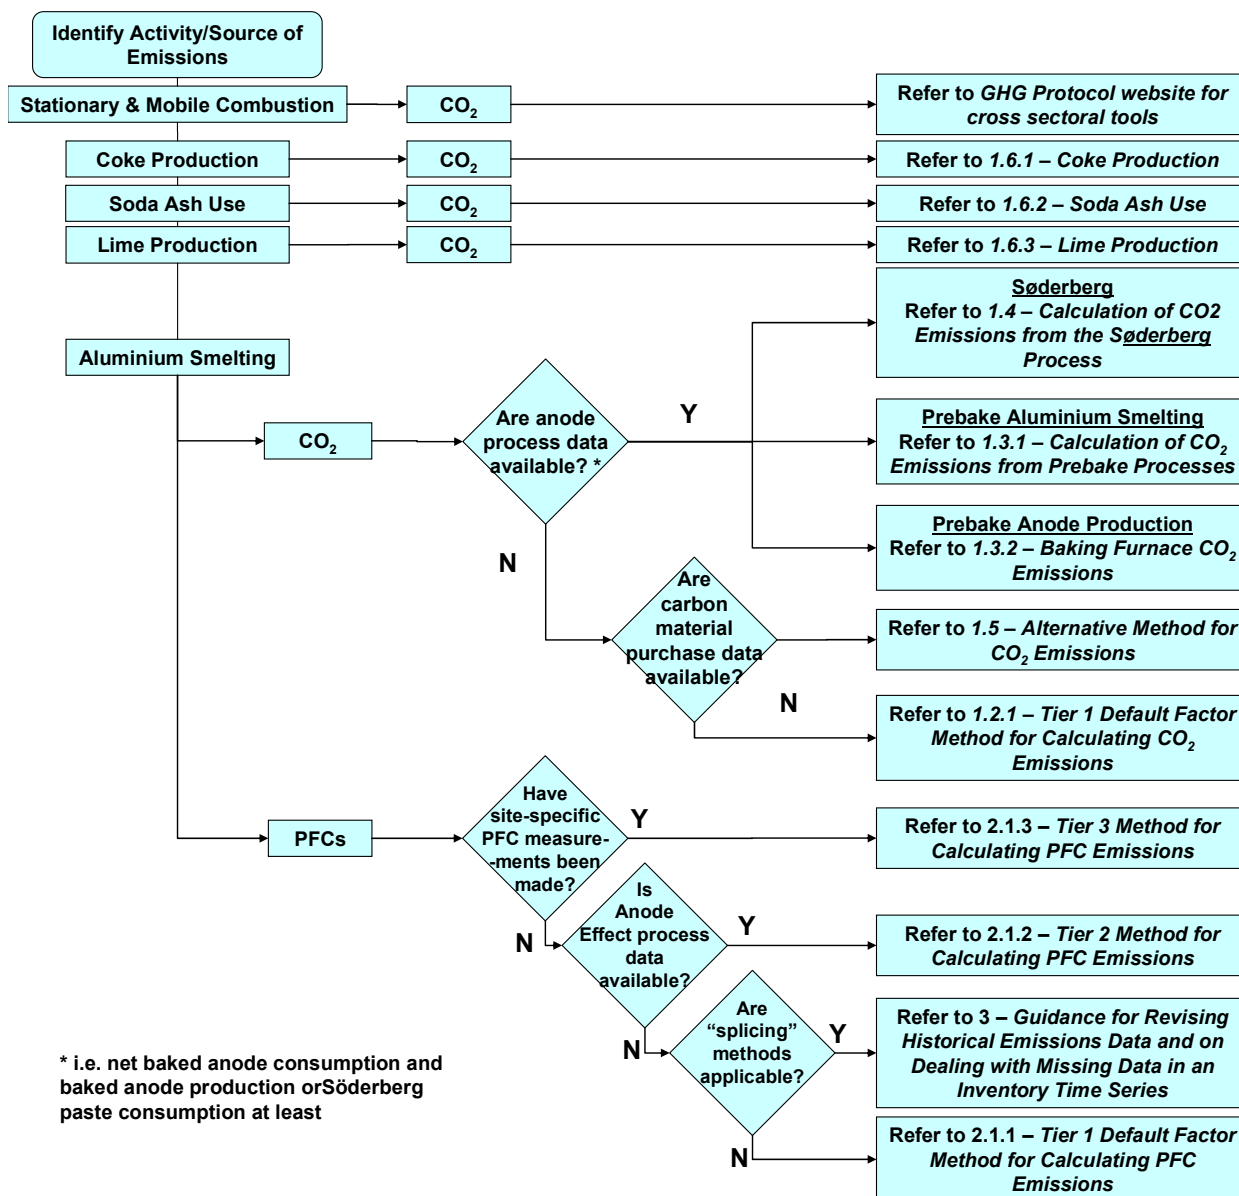 Identify Activity/Source of
Emissions
Stationary & Mobile Combustion
CO2
Refer to GHG Protocol website for
cross sectoral tools
Coke Production
CO2
Refer to 1.6.1 – Coke Production
Soda Ash Use
CO2
Refer to 1.6.2 – Soda Ash Use
Lime Production
CO2
Refer to 1.6.3 – Lime Production
Søderberg
Refer to 1.4 – Calculation of CO2
Emissions from the Søderberg
Process
Aluminium Smelting
CO2
Are anode
process data
available? *
Y
Prebake Aluminium Smelting
Refer to 1.3.1 – Calculation of CO2
Emissions from Prebake Processes
Prebake Anode Production
Refer to 1.3.2 – Baking Furnace CO2
Emissions
N
Are
carbon
material
purchase data
available?
Refer to 1.5 – Alternative Method for
CO2 Emissions
N
Refer to 1.2.1 – Tier 1 Default Factor
Method for Calculating CO2
Emissions
PFCs
Have
site-specific
PFC measure-
-ments been
made?
Y
Refer to 2.1.3 – Tier 3 Method for
Calculating PFC Emissions
N
Is
Anode
Effect process
data
available?
Y
Refer to 2.1.2 – Tier 2 Method for
Calculating PFC Emissions
N
Are
“splicing”
methods
applicable?
Y
Refer to 3 – Guidance for Revising
Historical Emissions Data and on
Dealing with Missing Data in an
Inventory Time Series
N
Refer to 2.1.1 – Tier 1 Default Factor
Method for Calculating PFC
Emissions
* i.e. net baked anode consumption and
baked anode production orSöderberg
paste consumption at least